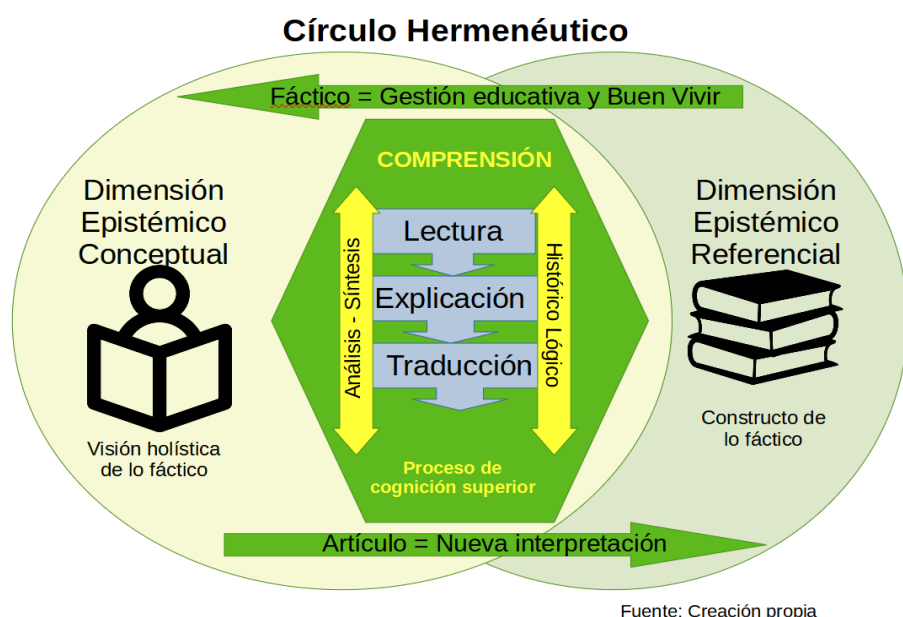 Círculo Hermenéutico
Fáctico = Gestión educativa y Buen Vivir
COMPRENSIÓN
Dimensión
Epistémico
Conceptual
Visión holística
de lo fáctico
Análisis - Síntesis
Lectura
Explicación
Traducción
Histórico Lógico
Proceso de
cognición superior
Dimensión
Epistémico
Referencial
Constructo de
lo fáctico
Artículo = Nueva interpretación
Fuente: Creación propia